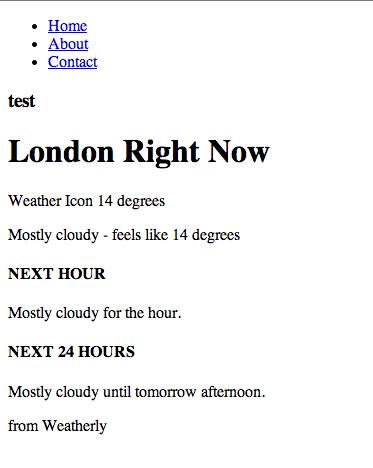 Home
About
Contact
test
London Right Now
Weather Icon 14 degrees
Mostly cloudy - feels like 14 degrees
NEXT HOUR
Mostly cloudy for the hour.
NEXT 24 HOURS
Mostly cloudy until tomorrow afternoon.
from Weatherly